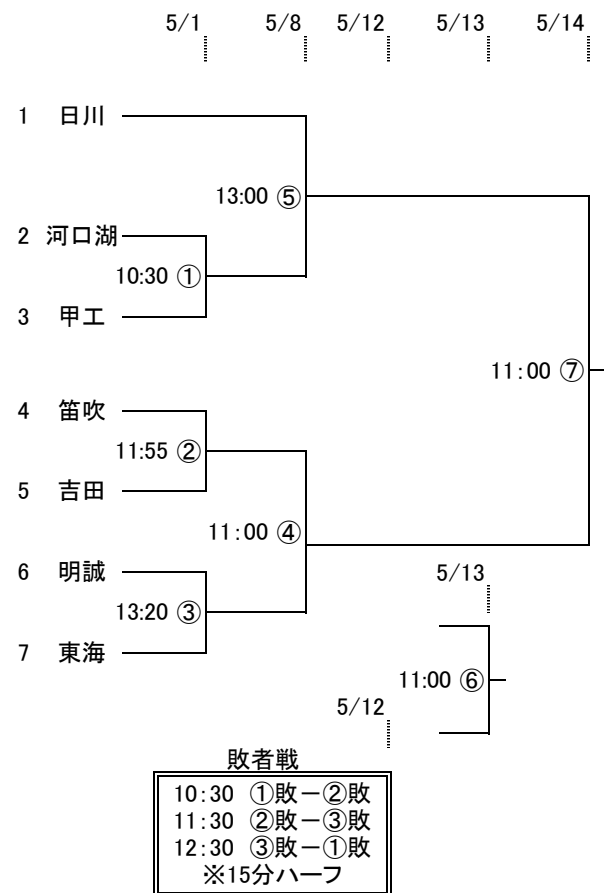 5/1 5/8 5/12 5/13 5/14
1 日川
13:00 ⑤
2 河口湖
10:30 ①
3 甲工
11:00 ⑦
4 笛吹
11:55 ②
5 吉田
11:00 ④
6 明誠
5/13
13:20 ③
7 東海
11:00 ⑥
5/12
敗者戦
10:30 ①敗－②敗
11:30 ②敗－③敗
12:30 ③敗－①敗
※15分ハーフ